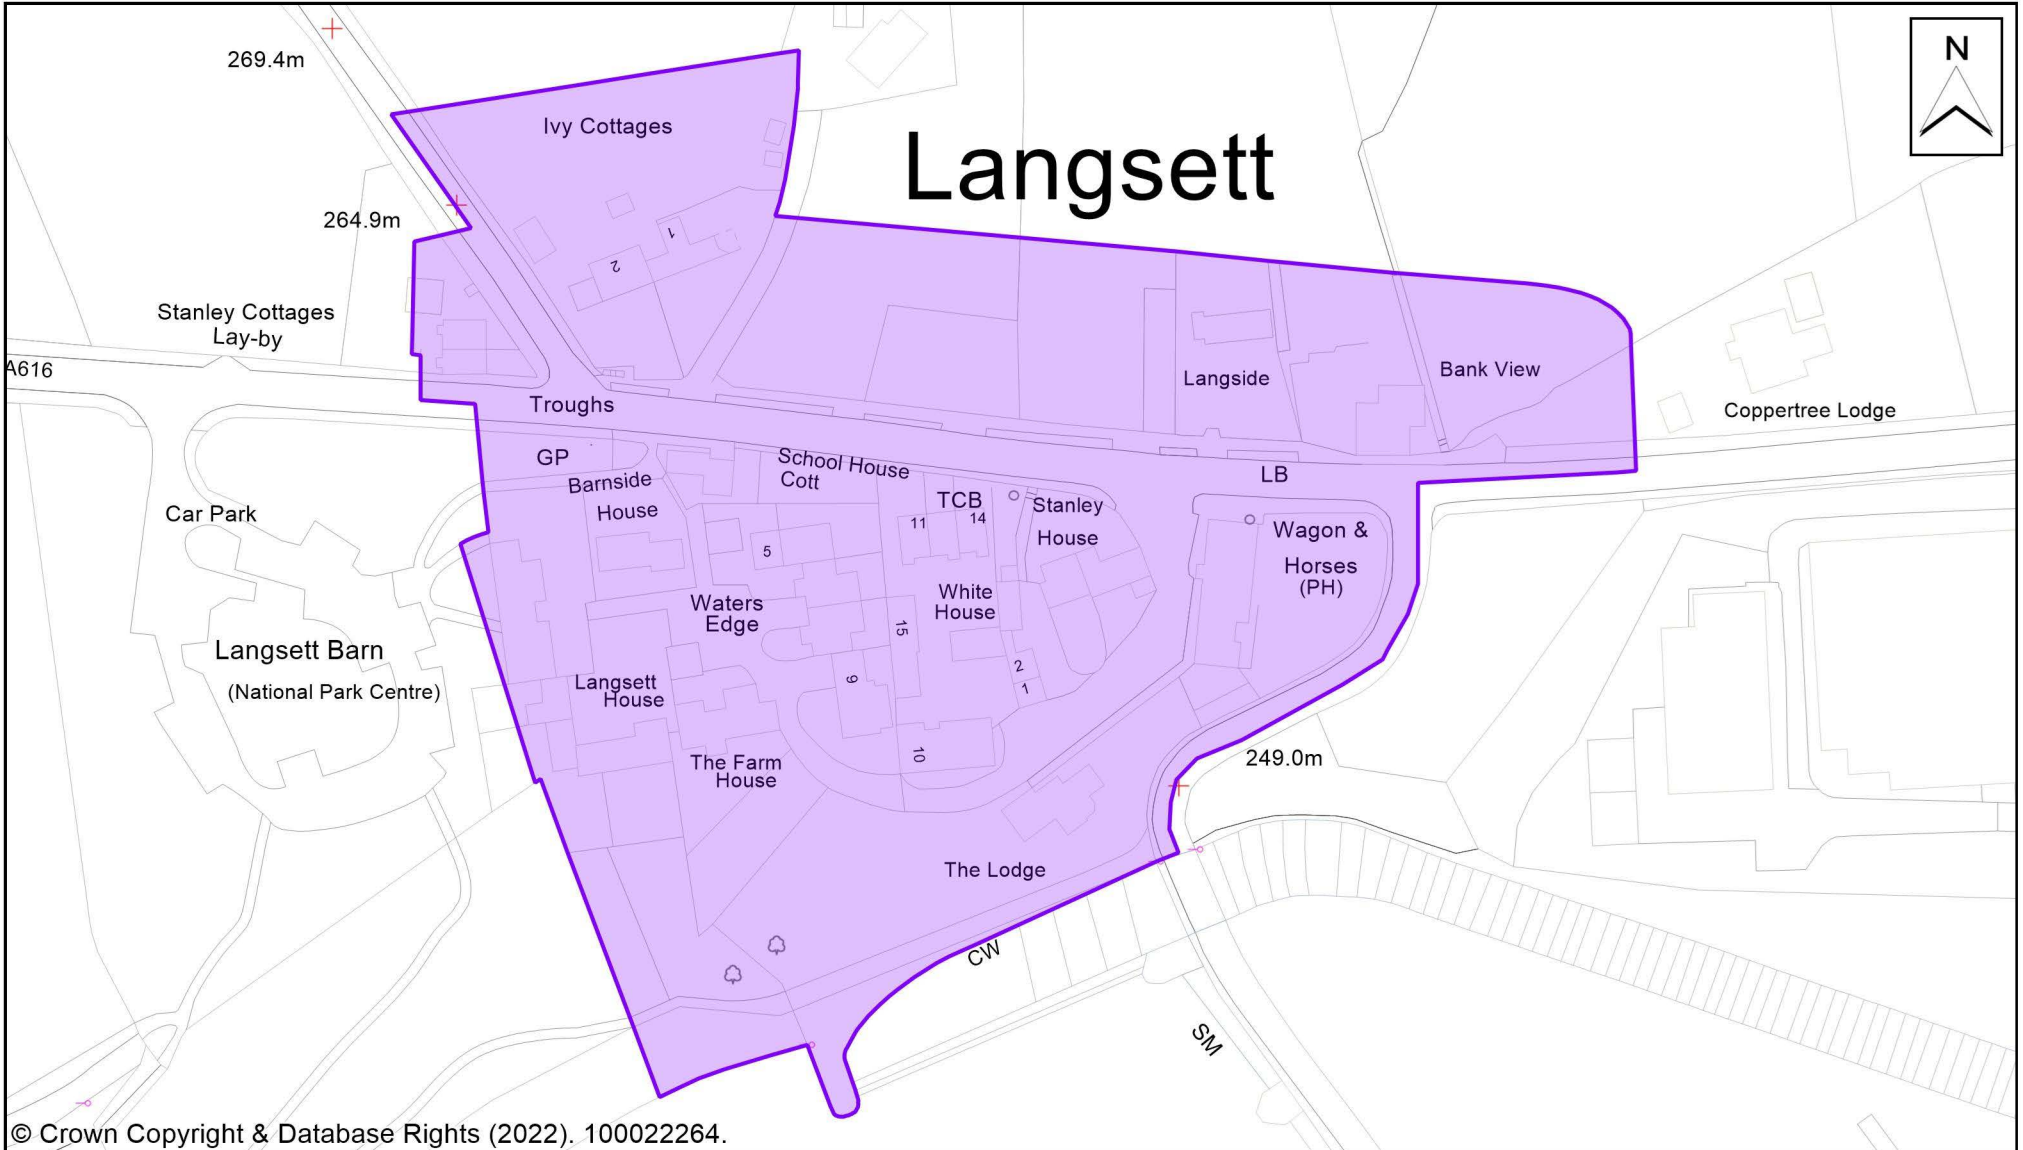 269.4m
N
Ivy Cottages
Langsett
264.9m
1
2
Stanley Cottages
Lay-by
A616
Langside
Bank View
Troughs
Coppertree Lodge
GP
School House
Cott
LB
Barnside
House
Car Park
TCB
11
14
Stanley
House
Wagon &
Horses
(PH)
5
Waters
Edge
White
House
15
Langsett Barn
(National Park Centre)
Langsett
House
9
2
1
The Farm
House
10
249.0m
The Lodge
CW
SM
© Crown Copyright & Database Rights (2022). 100022264.